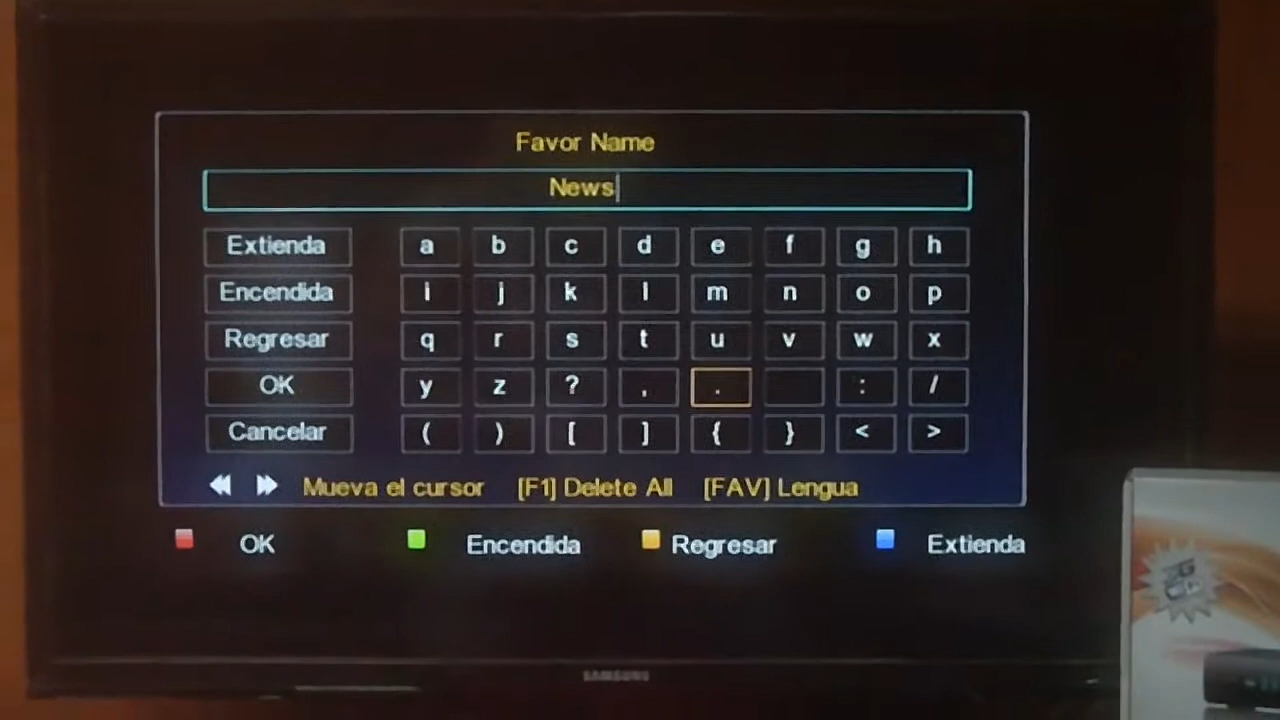 Favor Name
News
Extienda a b c d e f g h
Encendida i j k l m n o p
Regresar q r s t u v w x
OK y z ? , . : /
Cancelar ( ) [ ] { } < >
Mueva el cursor [F1] Delete All [FAV] Lengua
OK Encendida Regresar Extienda
SAMSUNG